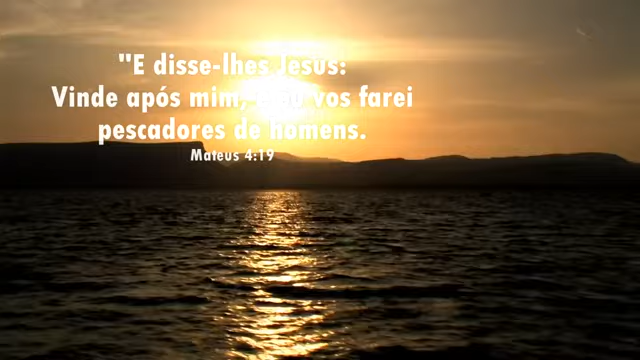 "E disse-lhes Jesus:
Vinde após mim, e eu vos farei
pescadores de homens.
Mateus 4:19